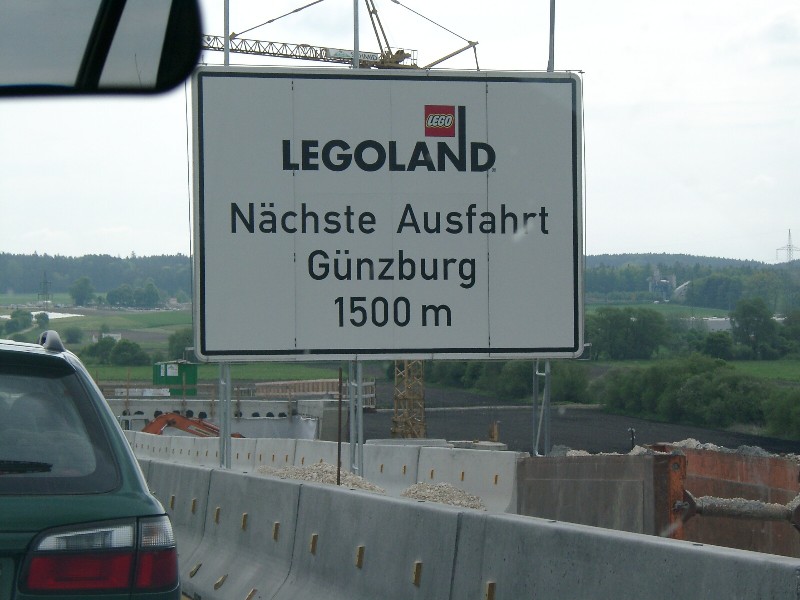 LEGO
LEGOLAND®
Nächste Ausfahrt
Günzburg
1500 m